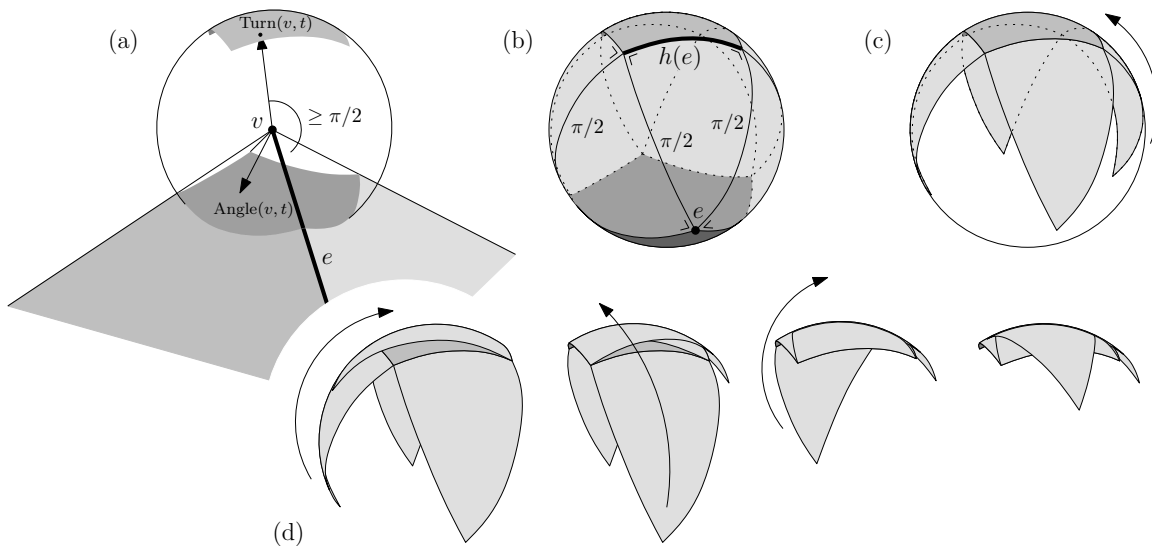 (a)
Turn(v, t)
v
≥ π/2
Angle(v, t)
e
(b)
h(e)
π/2
π/2
π/2
e
(c)
(d)